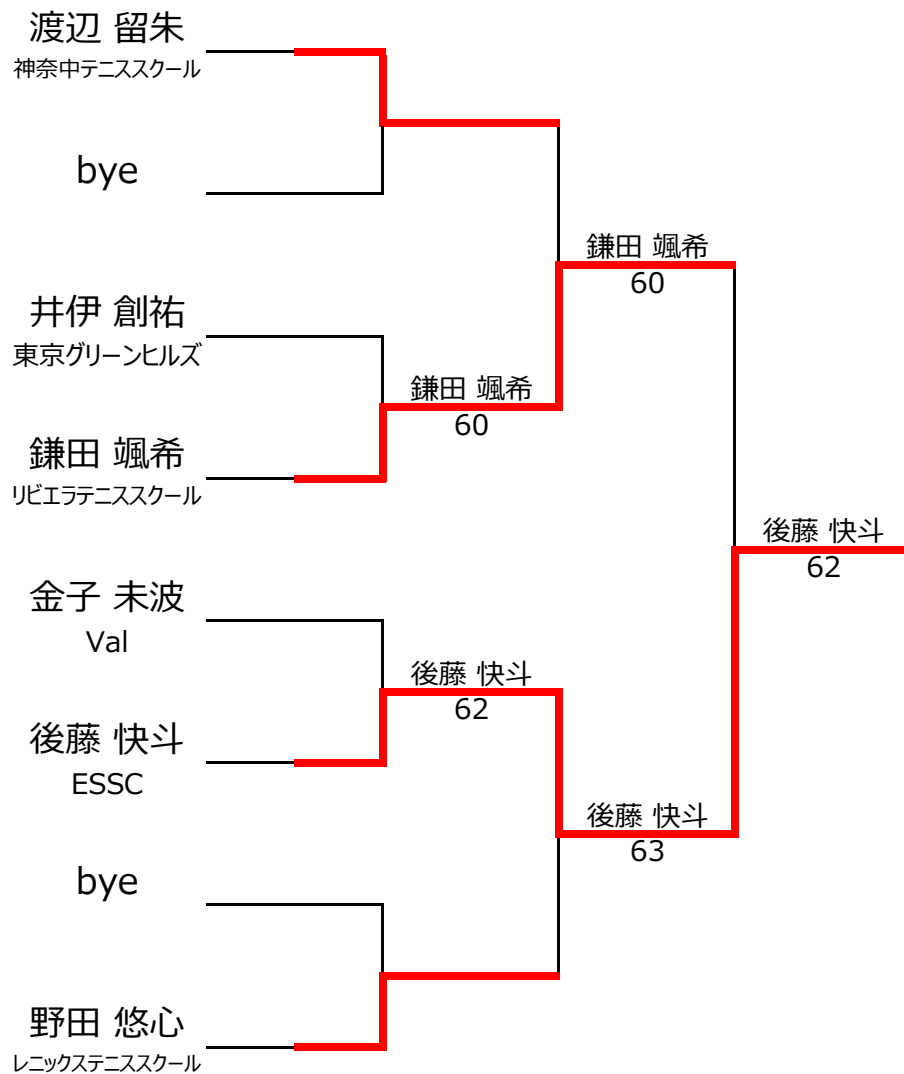 渡辺 留朱
神奈中テニススクール
bye
井伊 創祐
東京グリーンヒルズ
鎌田 颯希
リビエラテニススクール
金子 未波
Val
後藤 快斗
ESSC
bye
野田 悠心
レニックステニススクール
鎌田 颯希
60
後藤 快斗
62
鎌田 颯希
60
後藤 快斗
63
後藤 快斗
62